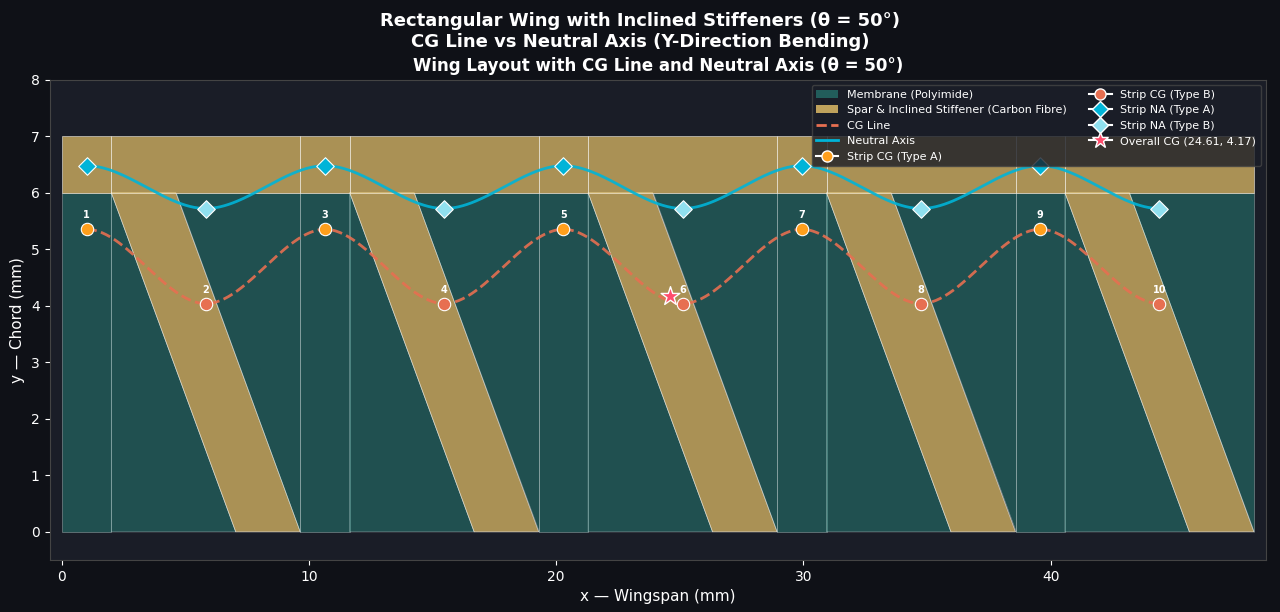 Rectangular Wing with Inclined Stiffeners (θ = 50°)
CG Line vs Neutral Axis (Y-Direction Bending)
Wing Layout with CG Line and Neutral Axis (θ = 50°)
Membrane (Polyimide)
Spar & Inclined Stiffener (Carbon Fibre)
CG Line
Neutral Axis
Strip CG (Type A)
Strip CG (Type B)
Strip NA (Type A)
Strip NA (Type B)
Overall CG (24.61, 4.17)
y — Chord (mm)
8
7
6
5
4
3
2
1
0
1
2
3
4
5
6
7
8
9
10
0
10
20
30
40
x — Wingspan (mm)